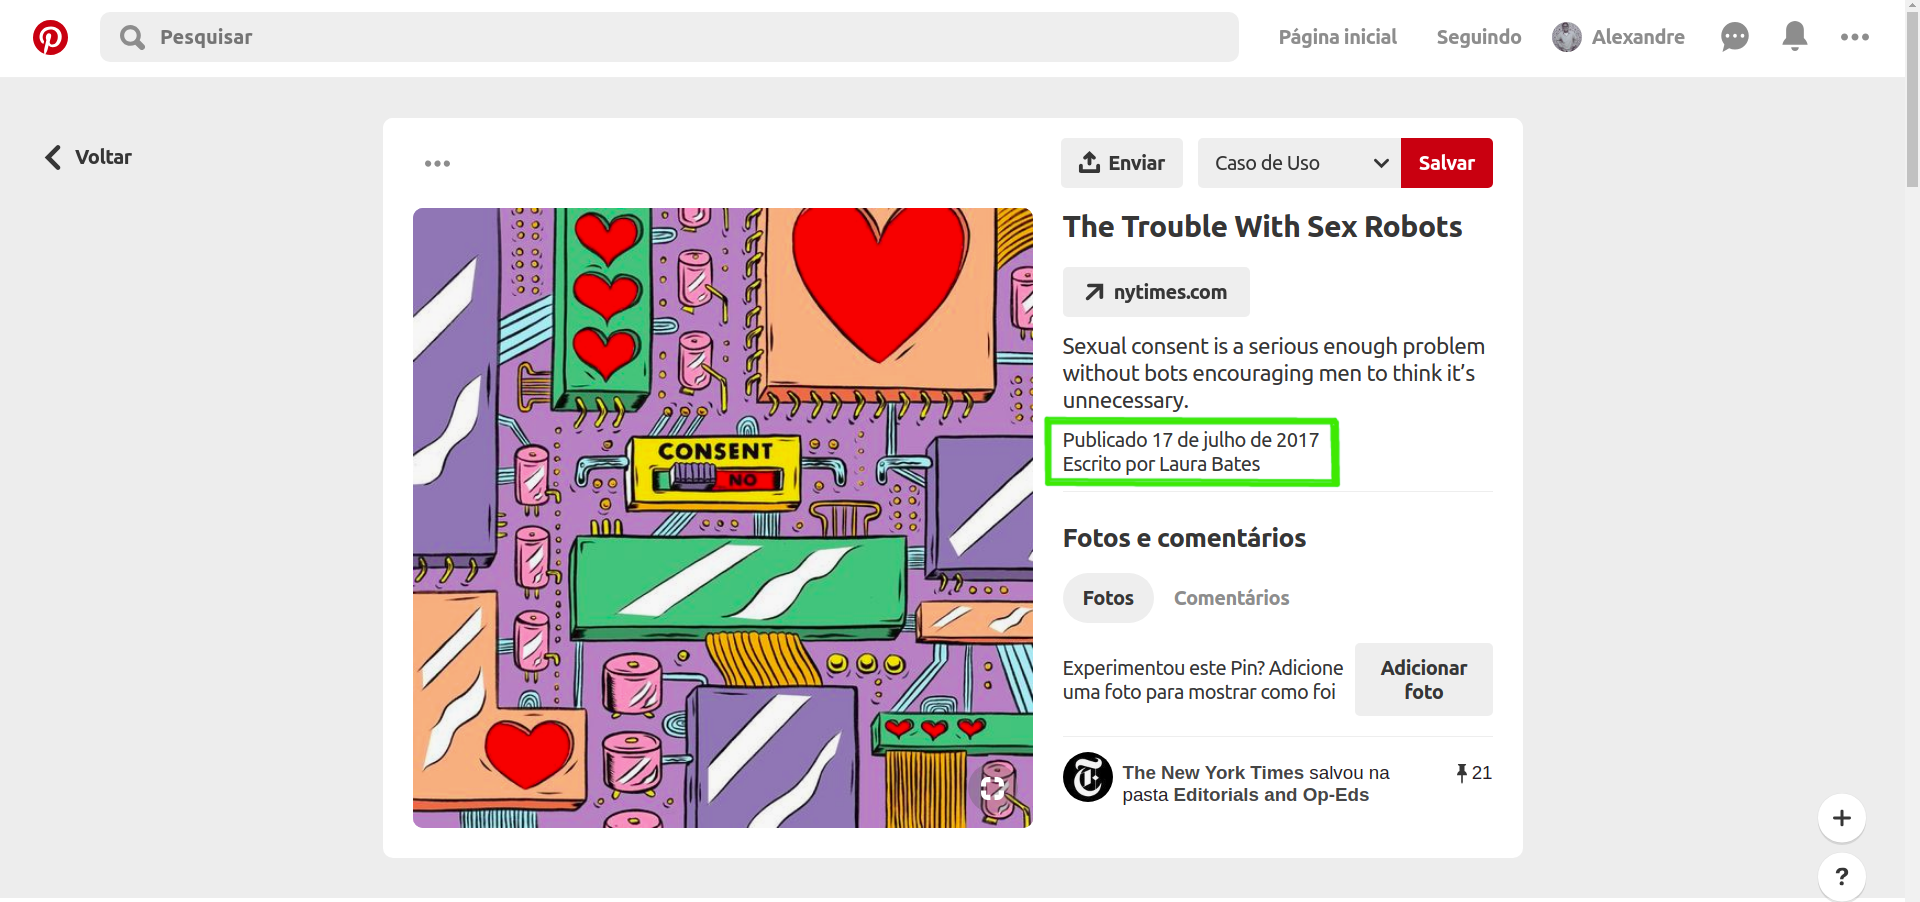 Pesquisar
Página inicial
Seguindo
Alexandre
Voltar
Enviar
Caso de Uso
Salvar
The Trouble With Sex Robots
nytimes.com
Sexual consent is a serious enough problem
without bots encouraging men to think it’s
unnecessary.
Publicado 17 de julho de 2017
Escrito por Laura Bates
CONSENT
NO
Fotos e comentários
Fotos
Comentários
Experimentou este Pin? Adicione
uma foto para mostrar como foi
Adicionar
foto
The New York Times salvou na
pasta Editorials and Op-Eds
21
?